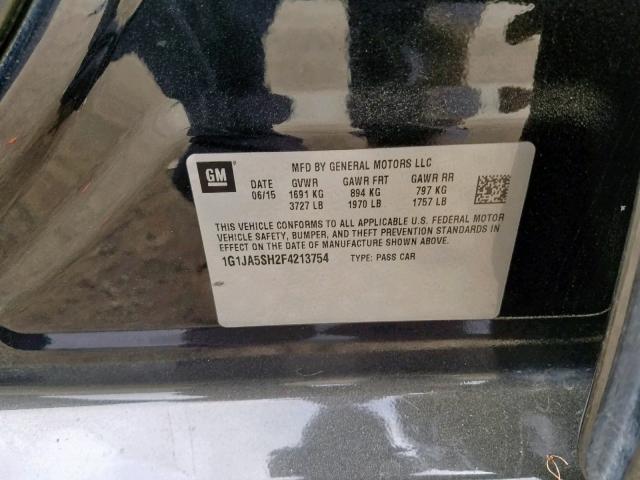 GM
MFD BY GENERAL MOTORS LLC
DATE GVWR GAWR FRT GAWR RR
06/15 1691 KG 894 KG 797 KG
3727 LB 1970 LB 1757 LB
THIS VEHICLE CONFORMS TO ALL APPLICABLE U.S. FEDERAL MOTOR
VEHICLE SAFETY, BUMPER, AND THEFT PREVENTION STANDARDS IN
EFFECT ON THE DATE OF MANUFACTURE SHOWN ABOVE.
1G1JA5SH2F4213754 TYPE: PASS CAR